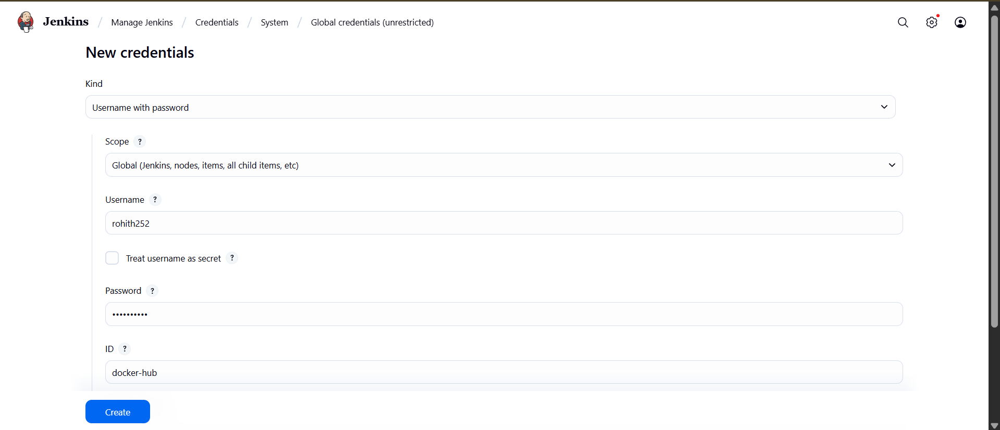 Jenkins / Manage Jenkins / Credentials / System / Global credentials (unrestricted)
New credentials
Kind
Username with password
Scope ?
Global (Jenkins, nodes, items, all child items, etc)
Username ?
rohith252
Treat username as secret ?
Password ?
••••••••••
ID ?
docker-hub
Create